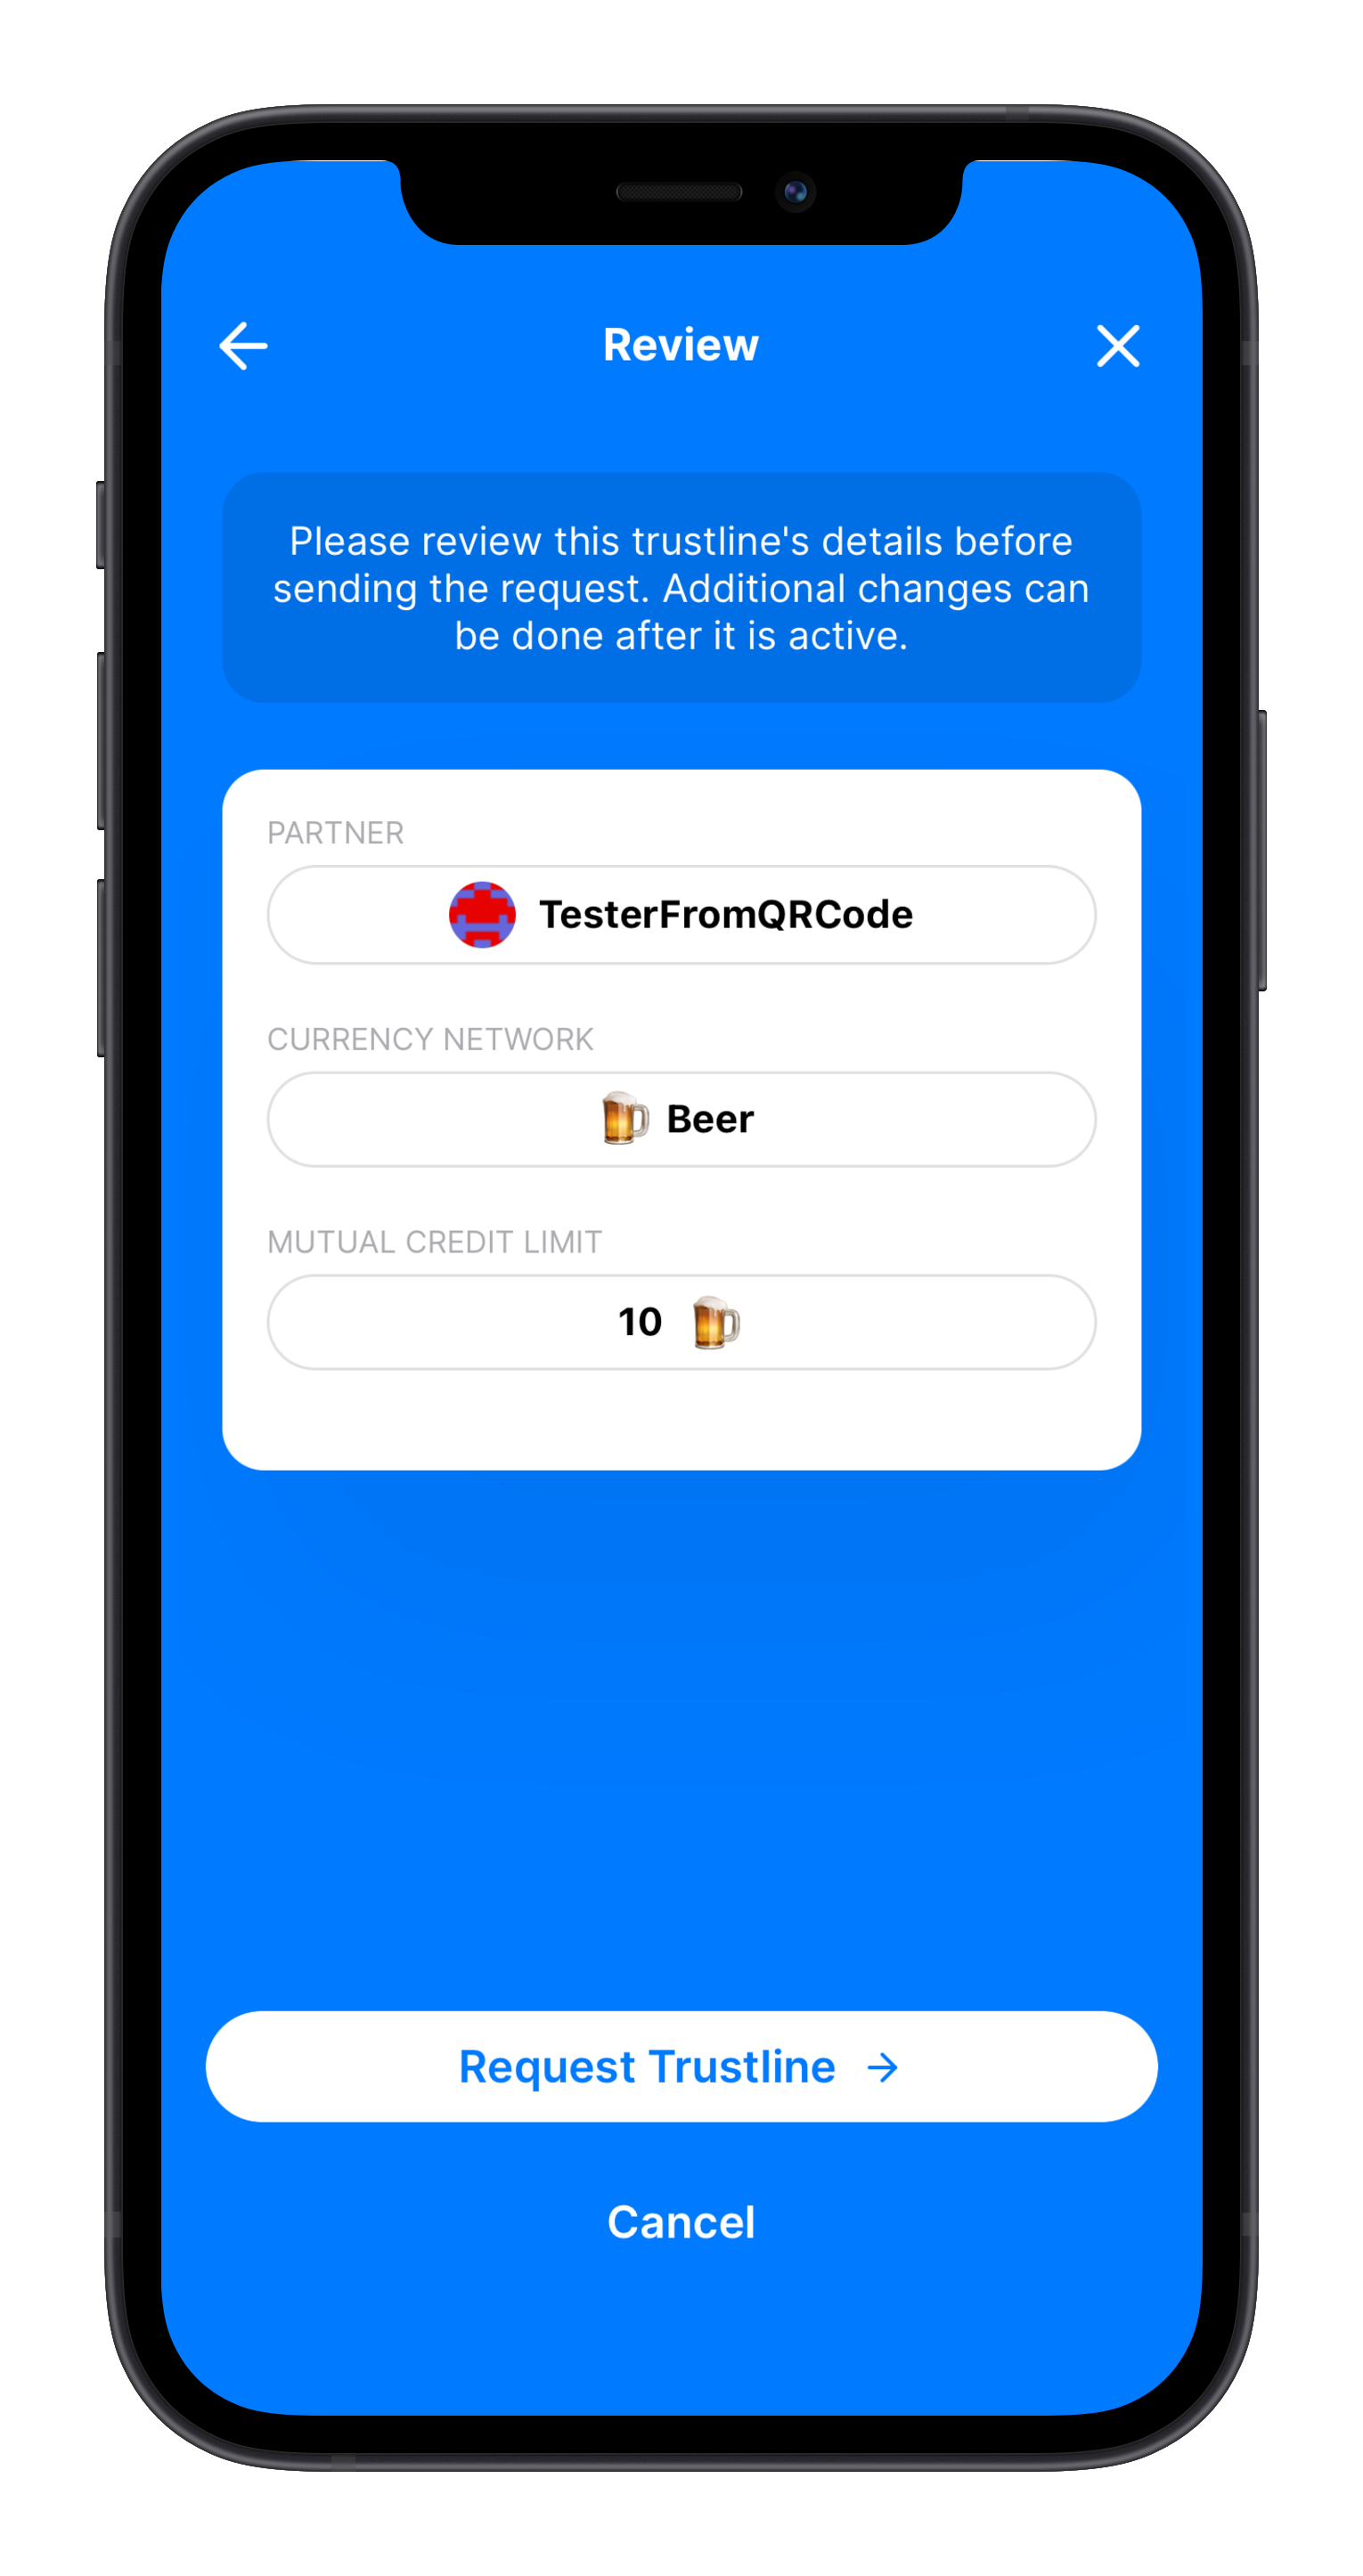 Review
Please review this trustline's details before
sending the request. Additional changes can
be done after it is active.
PARTNER
TesterFromQRCode
CURRENCY NETWORK
🍺 Beer
MUTUAL CREDIT LIMIT
10 🍺
Request Trustline →
Cancel